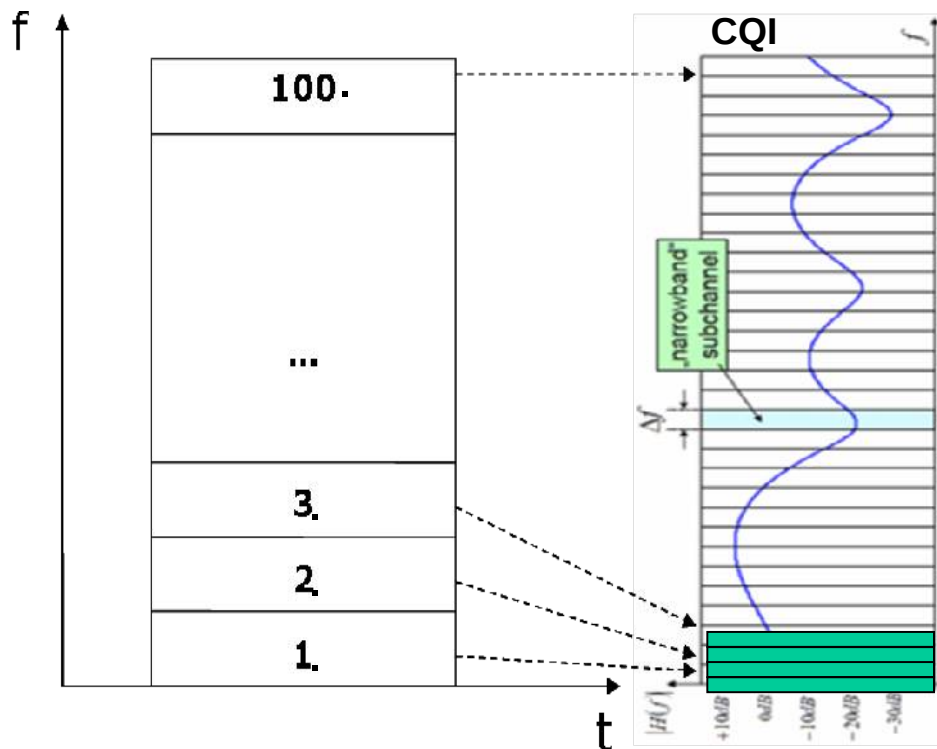 f
CQI
f
100.
...
3.
2.
1.
t
„narrowband"
subchannel
Δf
|H(f)|
+10dB
0dB
-10dB
-20dB
-30dB